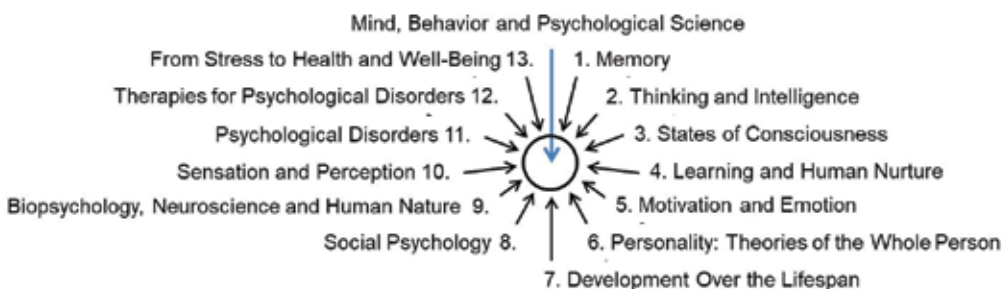 Mind, Behavior and Psychological Science
From Stress to Health and Well-Being 13.
1. Memory
Therapies for Psychological Disorders 12.
2. Thinking and Intelligence
Psychological Disorders 11.
3. States of Consciousness
Sensation and Perception 10.
4. Learning and Human Nurture
Biopsychology, Neuroscience and Human Nature 9.
5. Motivation and Emotion
Social Psychology 8.
6. Personality: Theories of the Whole Person
7. Development Over the Lifespan